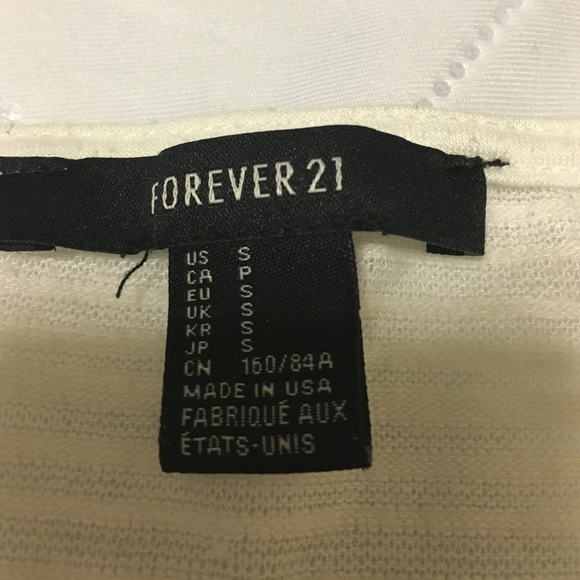 FOREVER 21
US S
CA P
EU S
UK S
KR S
JP S
CN 160/84A
MADE IN USA
FABRIQUÉ AUX
ÉTATS-UNIS